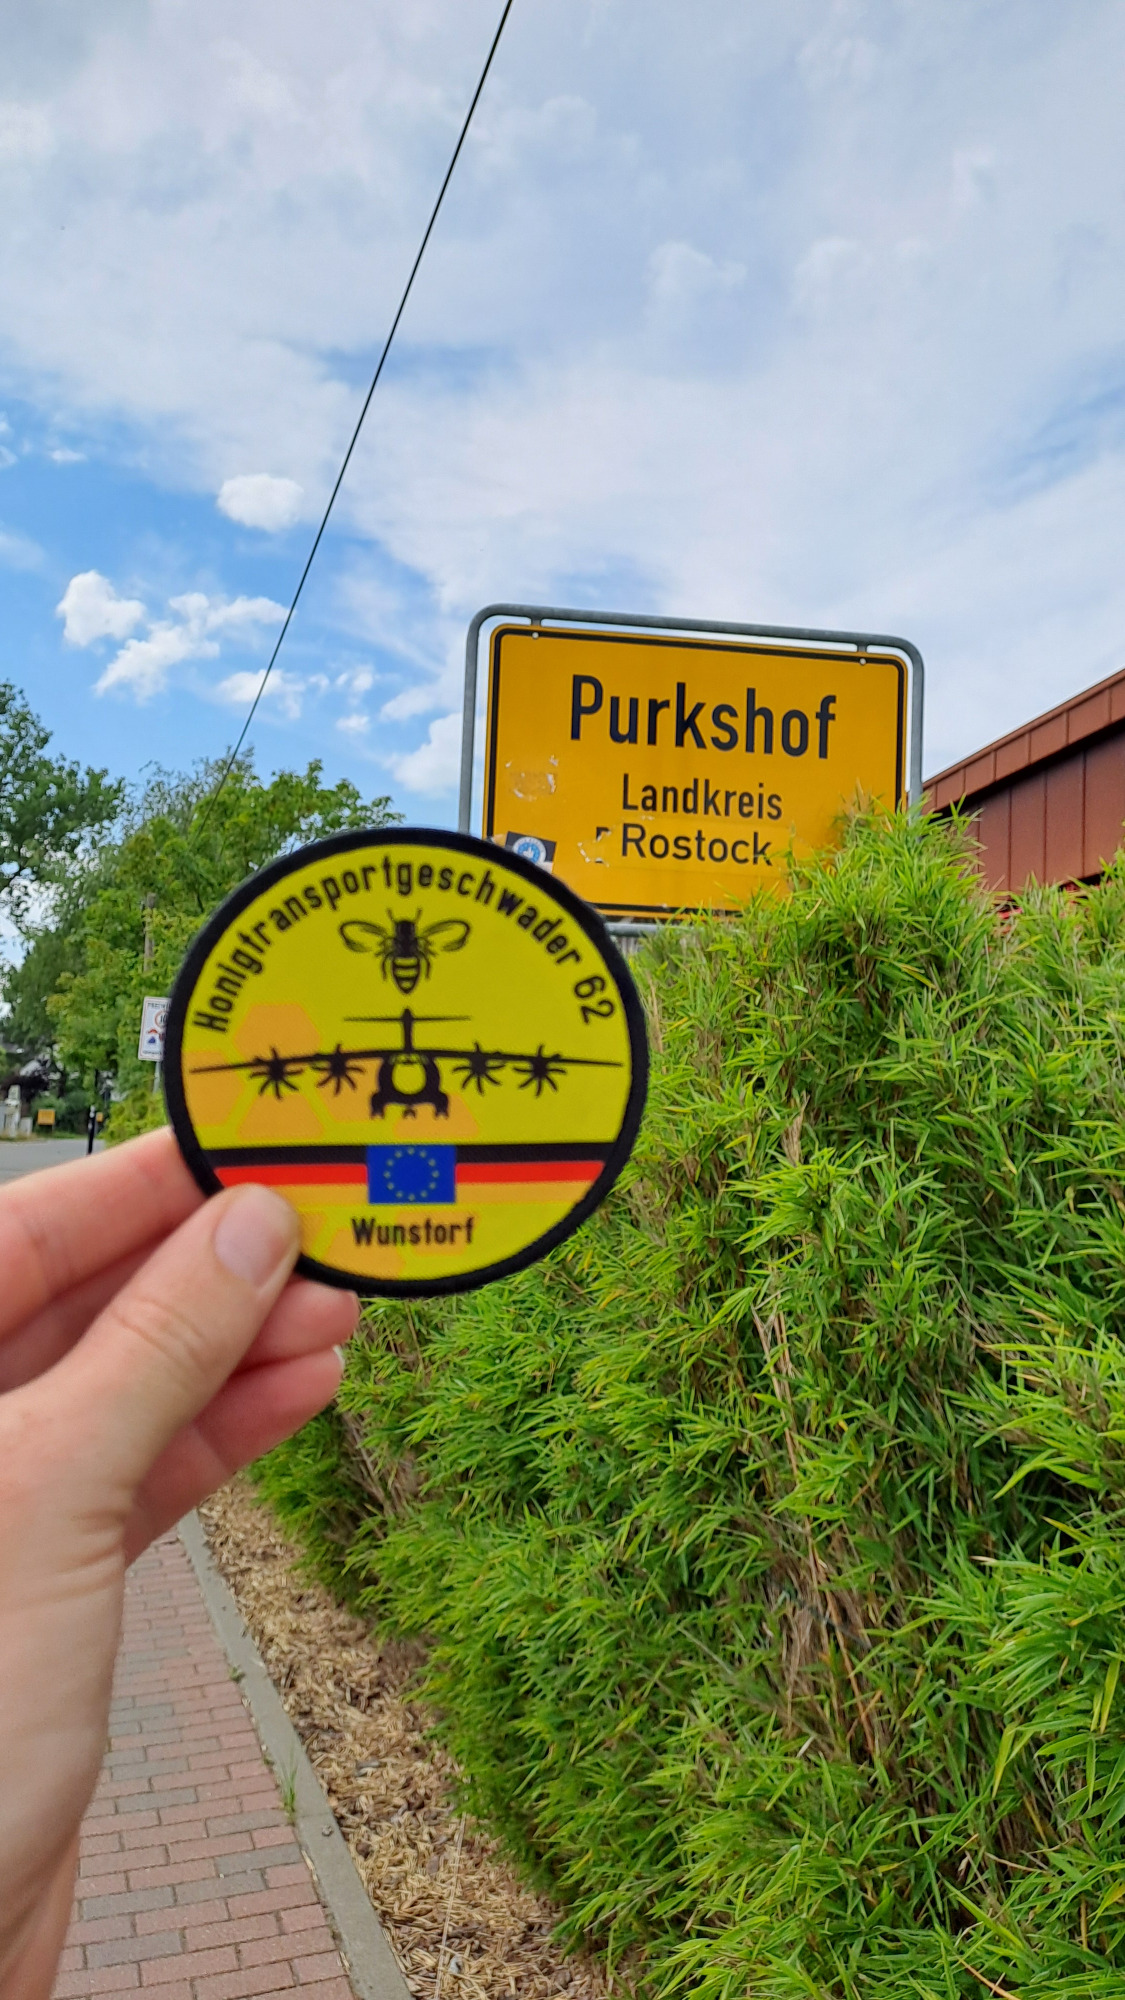 Purkshof
Landkreis
Rostock
Honigtransportgeschwader 62
Wunstorf